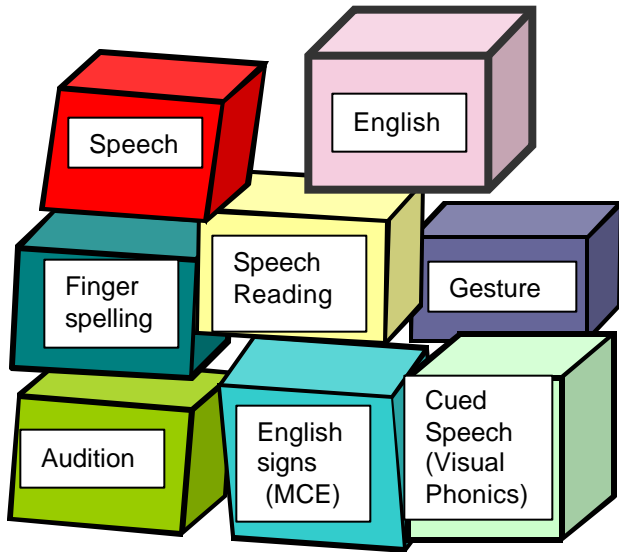 Speech
English
Finger
spelling
Speech
Reading
Gesture
Audition
English
signs
(MCE)
Cued
Speech
(Visual
Phonics)